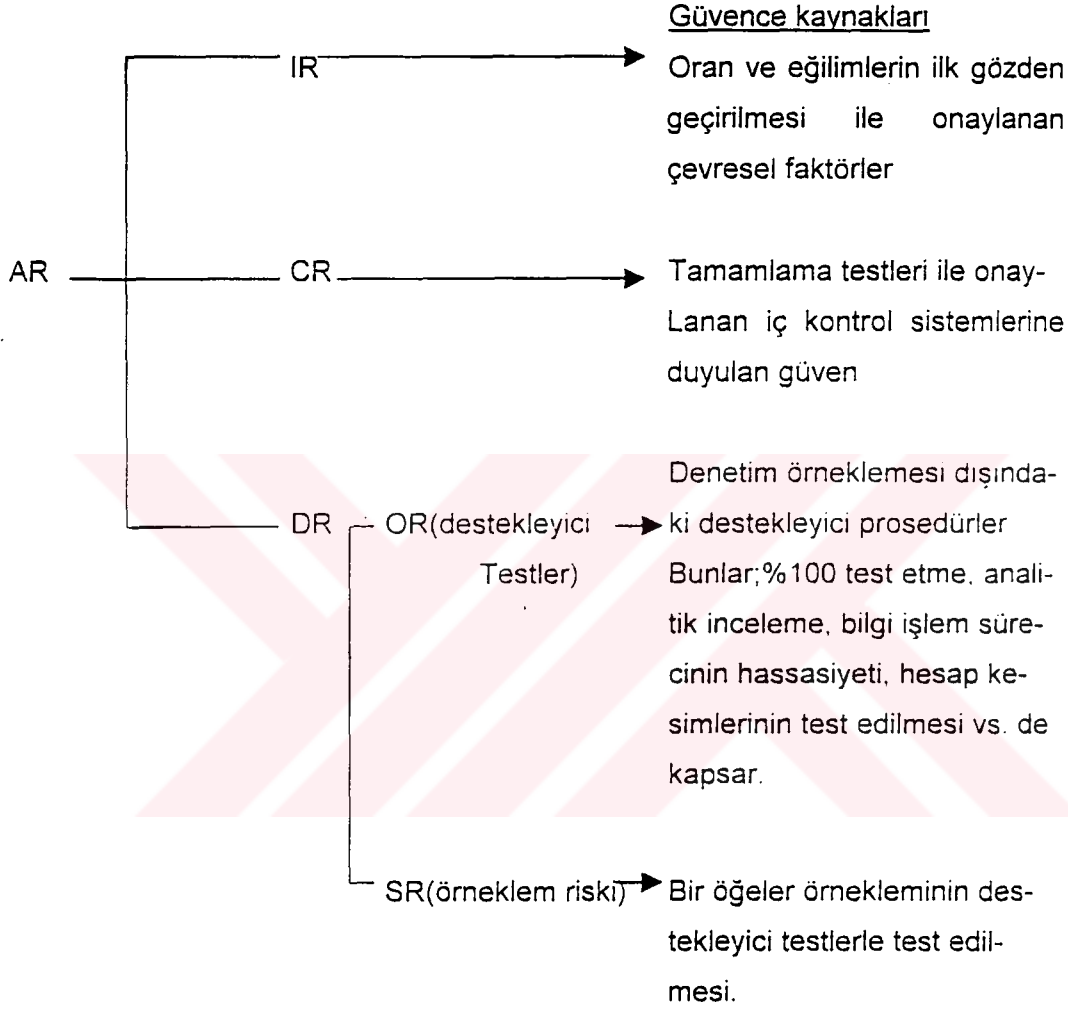 Güvence kaynakları
IR
Oran ve eğilimlerin ilk gözden
geçirilmesi ile onaylanan
çevresel faktörler
AR
CR
Tamamlama testleri ile onay-
Lanan iç kontrol sistemlerine
duyulan güven
Denetim örneklemesi dışında-
DR OR(destekleyici ki destekleyici prosedürler
Testler) Bunlar;%100 test etme, anali-
tik inceleme, bilgi işlem süre-
cinin hassasiyeti, hesap ke-
simlerinin test edilmesi vs. de
kapsar.
SR(örneklem riski) Bir öğeler örnekleminin des-
tekleyici testlerle test edil-
mesi.